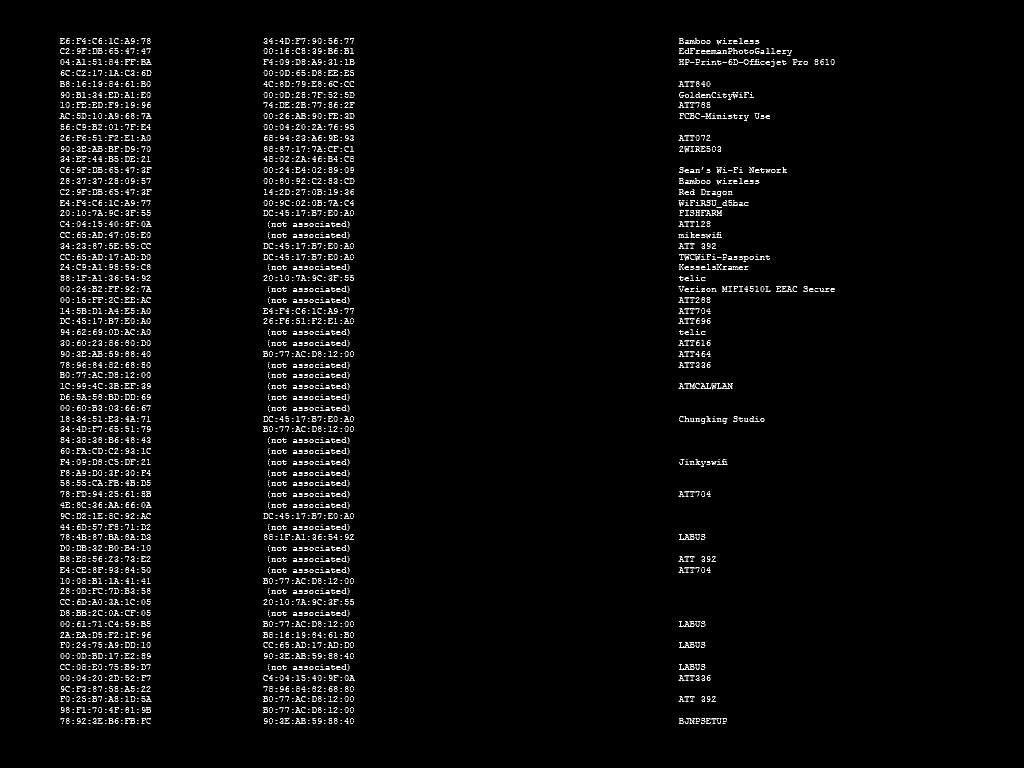 E6:F4:C6:1C:A9:78 34:4D:F7:90:56:77 Bamboo wireless
C2:9F:DB:65:47:47 00:16:C8:39:B6:B1 EdFreemanPhotoGallery
04:A1:51:84:FF:BA F4:09:D8:A9:31:1B HP-Print-6D-Officejet Pro 8610
6C:C2:17:1A:C3:6D 00:0D:65:D8:EE:E5
B8:16:19:84:61:B0 4C:8D:79:E8:6C:CC ATT840
90:B1:34:ED:A1:E0 00:0D:28:7F:52:5D GoldenCityWiFi
10:FE:ED:F9:19:96 74:DE:2B:77:86:2F ATT788
AC:5D:10:A9:68:7A 00:26:AB:90:FE:3D FCBC-Ministry Use
86:C9:B2:01:7F:E4 00:04:20:2A:76:95
26:F6:51:F2:E1:A0 68:94:23:A6:9E:93 ATT072
90:3E:AB:BF:D9:70 88:87:17:7A:CF:C1 2WIRE503
34:EF:44:B5:DE:21 48:02:2A:46:B4:C8
C6:9F:DB:65:47:3F 00:24:E4:02:89:09 Sean's Wi-Fi Network
28:37:37:28:09:57 00:80:92:C2:83:CD Bamboo wireless
C2:9F:DB:65:47:3F 14:2D:27:0B:19:36 Red Dragon
E4:F4:C6:1C:A9:77 00:9C:02:0B:7A:C4 WiFiRSU_d5bac
20:10:7A:9C:3F:55 DC:45:17:B7:E0:A0 FISHFARM
C4:04:15:40:9F:0A (not associated) ATT128
CC:65:AD:47:05:E0 (not associated) mikeswifi
34:23:87:5E:55:CC DC:45:17:B7:E0:A0 ATT 392
CC:65:AD:17:AD:D0 DC:45:17:B7:E0:A0 TWCWiFi-Passpoint
24:C9:A1:98:59:C8 (not associated) KesselsKramer
88:1F:A1:36:54:92 20:10:7A:9C:3F:55 telic
00:24:B2:FF:92:7A (not associated) Verizon MIFI4510L EEAC Secure
00:15:FF:2C:EE:AC (not associated) ATT288
14:5B:D1:A4:E5:A0 E4:F4:C6:1C:A9:77 ATT704
DC:45:17:B7:E0:A0 26:F6:51:F2:E1:A0 ATT696
94:62:69:0D:AC:A0 (not associated) telic
30:60:23:86:80:D0 (not associated) ATT616
90:3E:AB:59:88:40 B0:77:AC:D8:12:00 ATT464
78:96:84:82:68:80 (not associated) ATT336
B0:77:AC:D8:12:00 (not associated)
1C:99:4C:3B:EF:39 (not associated) ATMCALWLAN
D6:5A:58:BD:DD:69 (not associated)
00:60:B3:03:66:67 (not associated)
18:34:51:E3:4A:71 DC:45:17:B7:E0:A0 Chungking Studio
34:4D:F7:65:51:79 B0:77:AC:D8:12:00
84:38:38:B6:48:43 (not associated)
60:FA:CD:C2:93:1C (not associated)
F4:09:D8:C5:DF:21 (not associated) Jinkyswifi
F8:A9:D0:3F:30:F4 (not associated)
58:55:CA:FB:4B:D5 (not associated)
78:FD:94:25:61:8B (not associated) ATT704
4E:8C:36:AA:66:0A (not associated)
9C:D2:1E:8C:92:AC DC:45:17:B7:E0:A0
44:6D:57:F8:71:D2 (not associated)
78:4B:87:BA:8A:D3 88:1F:A1:36:54:92 LABUS
D0:DB:32:B0:B4:10 (not associated)
B8:E8:56:23:73:E2 (not associated) ATT 392
E4:CE:8F:93:84:50 (not associated) ATT704
10:08:B1:1A:41:41 B0:77:AC:D8:12:00
28:0D:FC:7D:B3:58 (not associated)
CC:6D:A0:3A:1C:05 20:10:7A:9C:3F:55
D8:BB:2C:0A:CF:05 (not associated)
00:61:71:C4:59:B5 B0:77:AC:D8:12:00 LABUS
2A:EA:D5:F2:1F:96 B8:16:19:84:61:B0
F0:24:75:A9:DD:10 CC:65:AD:17:AD:D0 LABUS
00:0D:BD:17:E2:89 90:3E:AB:59:88:40
CC:08:E0:75:B9:D7 (not associated) LABUS
00:04:20:2D:52:F7 C4:04:15:40:9F:0A ATT336
9C:F3:87:S8:A5:22 78:96:84:82:68:80
F0:25:B7:A8:1D:5A B0:77:AC:D8:12:00 ATT 392
98:F1:70:4F:81:9B B0:77:AC:D8:12:00
78:92:3E:B6:FB:FC 90:3E:AB:59:88:40 BJNPSETUP